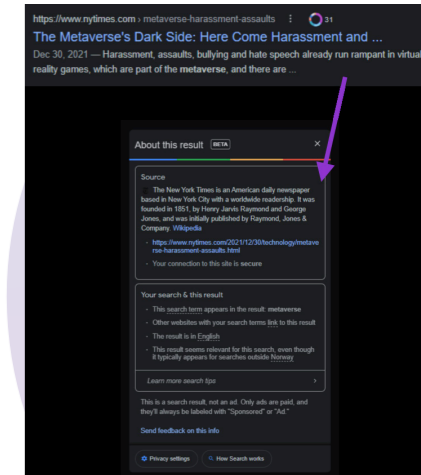 https://www.nytimes.com › metaverse-harassment-assaults ⋮ 31
The Metaverse's Dark Side: Here Come Harassment and ...
Dec 30, 2021 — Harassment, assaults, bullying and hate speech already run rampant in virtual
reality games, which are part of the metaverse, and there are ...
About this result BETA ×
Source
The New York Times is an American daily newspaper
based in New York City with a worldwide readership. It was
founded in 1851, by Henry Jarvis Raymond and George
Jones, and was initially published by Raymond, Jones &
Company. Wikipedia
- https://www.nytimes.com/2021/12/30/technology/metave
rse-harassment-assaults.html
- Your connection to this site is secure
Your search & this result
- This search term appears in the result: metaverse
- Other websites with your search terms link to this result
- The result is in English
- This result seems relevant for this search, even though
it typically appears for searches outside Norway
Learn more search tips ›
This is a search result, not an ad. Only ads are paid, and
they'll always be labeled with "Sponsored" or "Ad."
Send feedback on this info
Privacy settings
How Search works